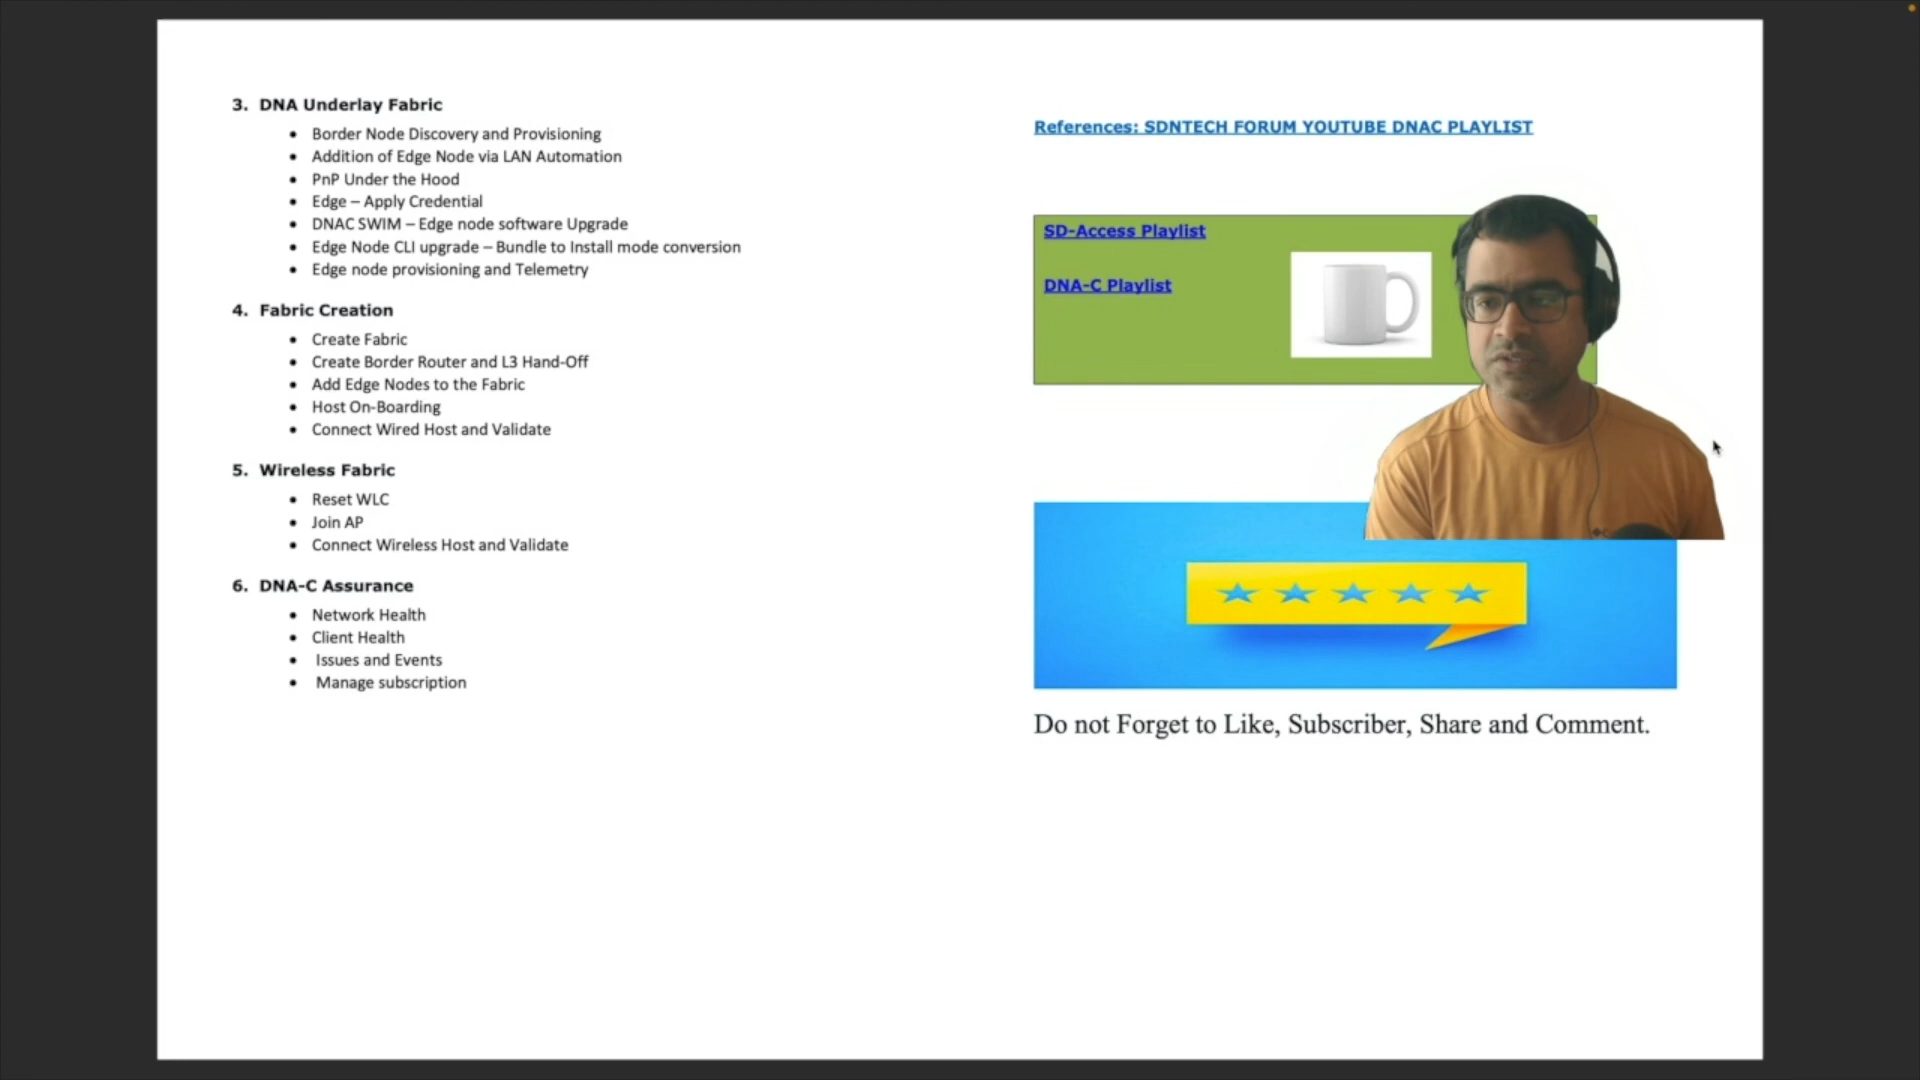 3. DNA Underlay Fabric
• Border Node Discovery and Provisioning
• Addition of Edge Node via LAN Automation
• PnP Under the Hood
• Edge – Apply Credential
• DNAC SWIM – Edge node software Upgrade
• Edge Node CLI upgrade – Bundle to Install mode conversion
• Edge node provisioning and Telemetry
4. Fabric Creation
• Create Fabric
• Create Border Router and L3 Hand-Off
• Add Edge Nodes to the Fabric
• Host On-Boarding
• Connect Wired Host and Validate
5. Wireless Fabric
• Reset WLC
• Join AP
• Connect Wireless Host and Validate
6. DNA-C Assurance
• Network Health
• Client Health
• Issues and Events
• Manage subscription
References: SDNTECH FORUM YOUTUBE DNAC PLAYLIST
SD-Access Playlist
DNA-C Playlist
Do not Forget to Like, Subscriber, Share and Comment.